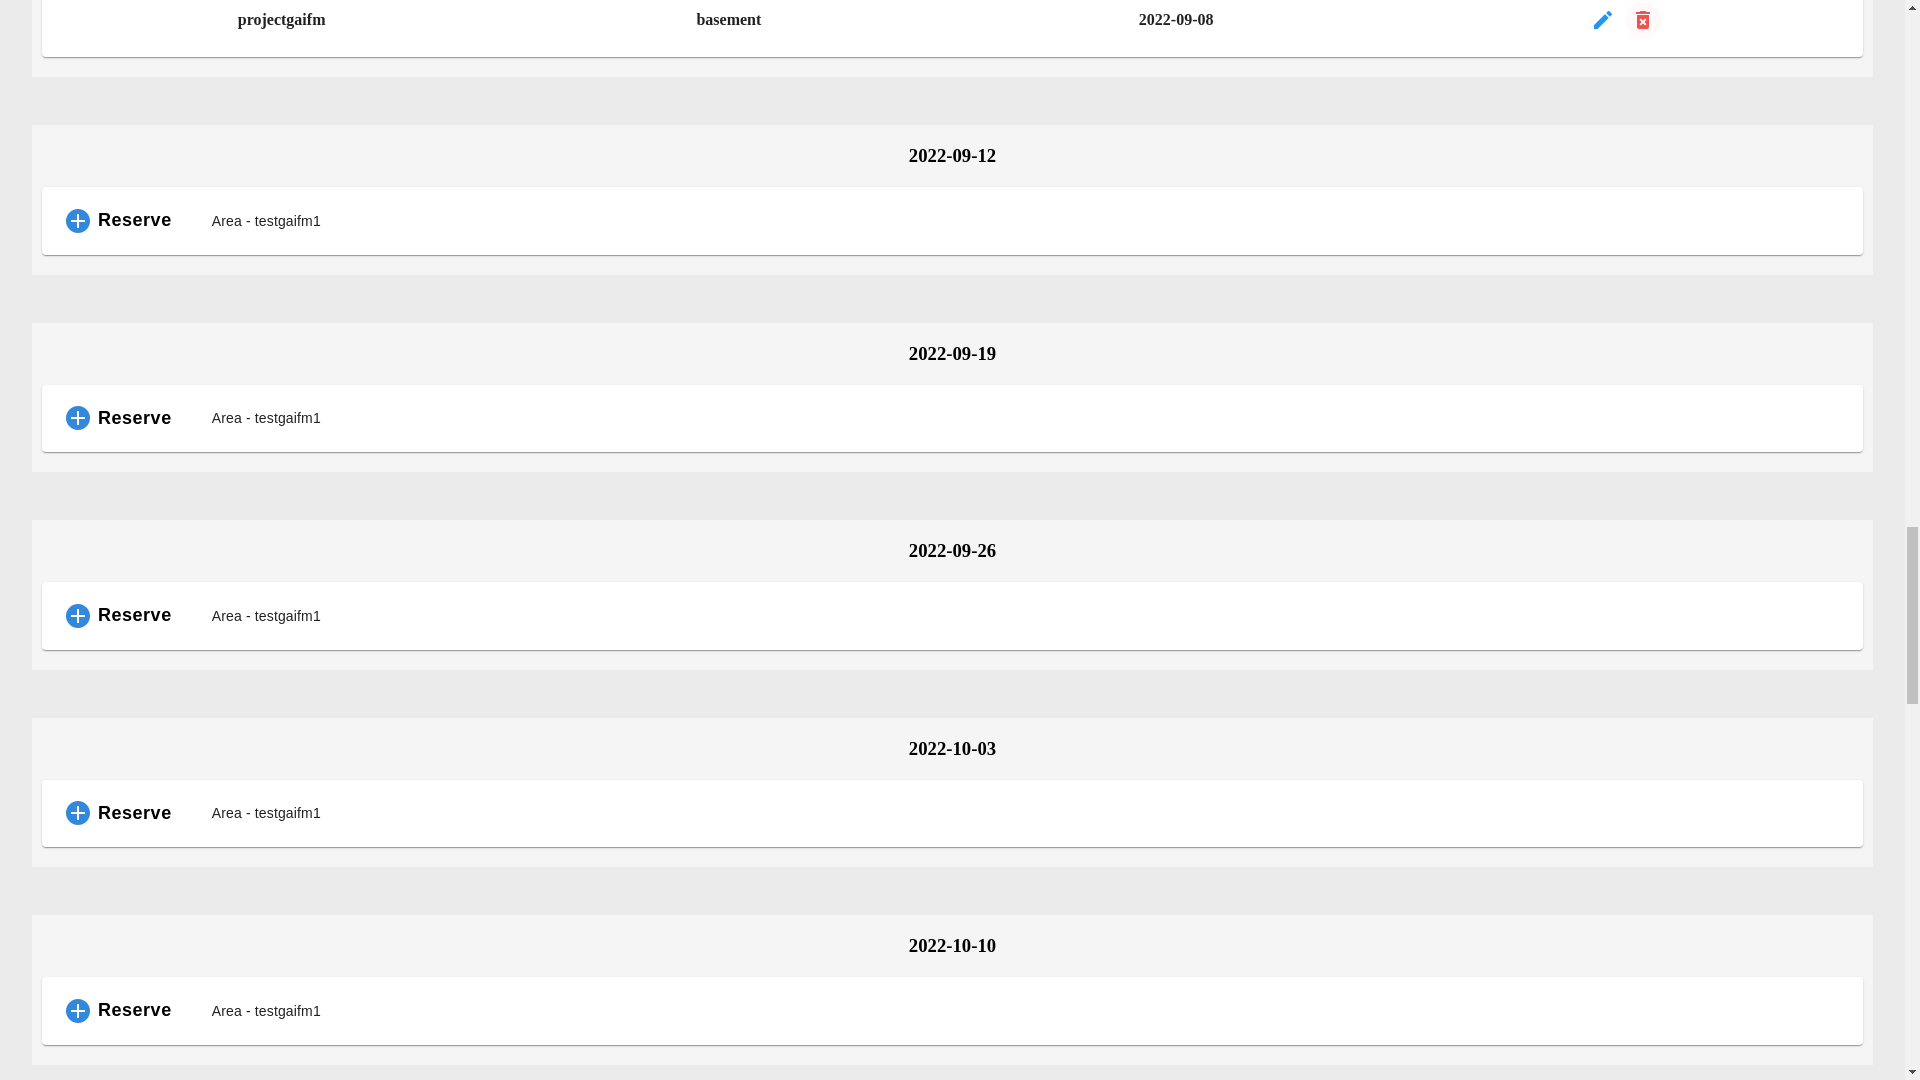 projectgaifm basement 2022-09-08
2022-09-12
Reserve Area - testgaifm1
2022-09-19
Reserve Area - testgaifm1
2022-09-26
Reserve Area - testgaifm1
2022-10-03
Reserve Area - testgaifm1
2022-10-10
Reserve Area - testgaifm1